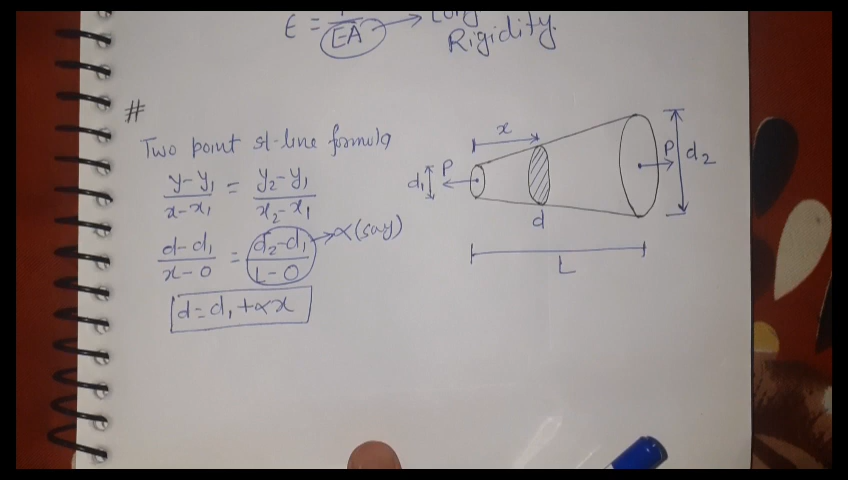 ε = P/EA → Long
Rigidity.
#
Two point st-line formula
y-y₁/x-x₁ = y₂-y₁/x₂-x₁
d-d₁/x-0 = d₂-d₁/L-0 → α (say)
d = d₁ + αx
x
d₁
P
P
d₂
d
L